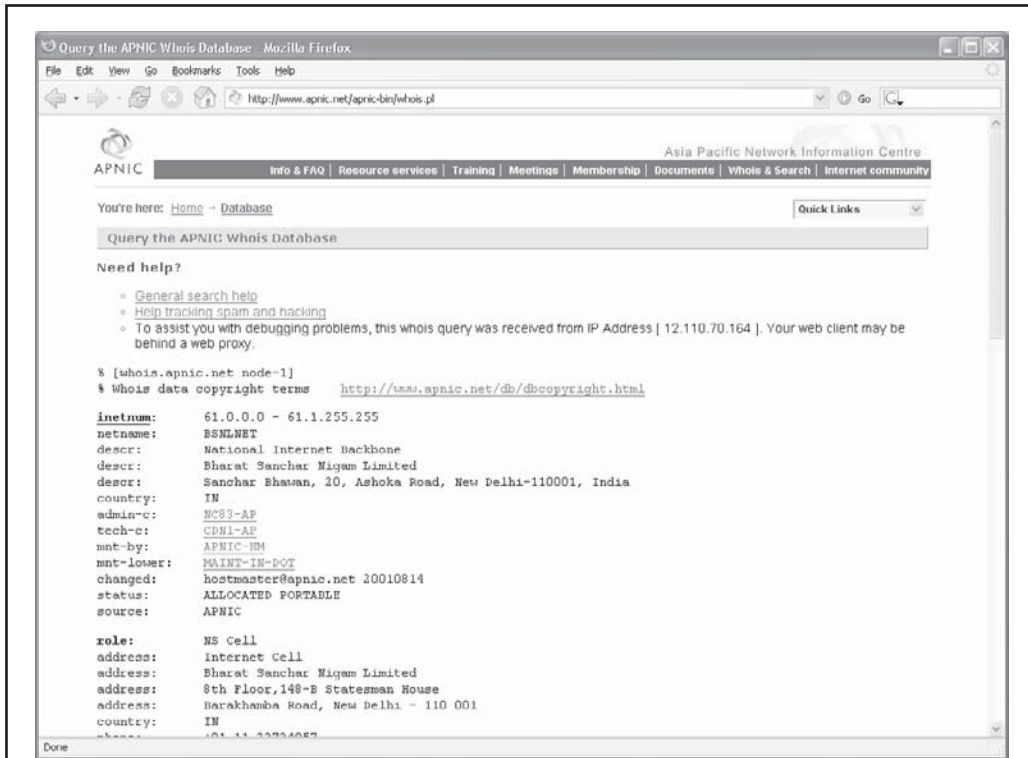 Query the APNIC Whois Database - Mozilla Firefox
File Edit View Go Bookmarks Tools Help
http://www.apnic.net/apnic-bin/whois.pl Go
APNIC
Asia Pacific Network Information Centre
Info & FAQ | Resource services | Training | Meetings | Membership | Documents | Whois & Search | Internet community
You're here: Home → Database
Quick Links
Query the APNIC Whois Database
Need help?
General search help
Help tracking spam and hacking
To assist you with debugging problems, this whois query was received from IP Address [ 12.110.70.164 ]. Your web client may be
behind a web proxy.
% [whois.apnic.net node-1]
% Whois data copyright terms http://www.apnic.net/db/dbcopyright.html
inetnum: 61.0.0.0 - 61.1.255.255
netname: BSNLNET
descr: National Internet Backbone
descr: Bharat Sanchar Nigam Limited
descr: Sanchar Bhawan, 20, Ashoka Road, New Delhi-110001, India
country: IN
admin-c: NC83-AP
tech-c: CDN1-AP
mnt-by: APNIC-HM
mnt-lower: MAINT-IN-DOT
changed: hostmaster@apnic.net 20010814
status: ALLOCATED PORTABLE
source: APNIC
role: NS Cell
address: Internet Cell
address: Bharat Sanchar Nigam Limited
address: 8th Floor,148-B Statesman House
address: Barakhamba Road, New Delhi - 110 001
country: IN
Done